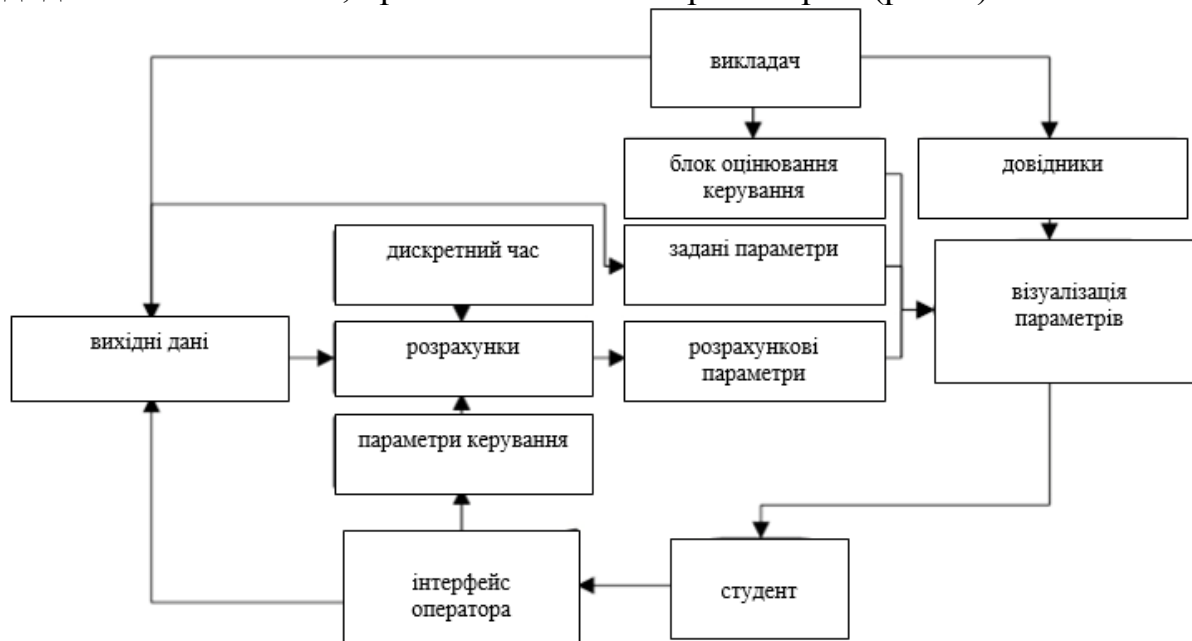 викладач
блок оцінювання
керування
довідники
дискретний час
задані параметри
візуалізація
параметрів
вихідні дані
розрахунки
розрахункові
параметри
параметри керування
інтерфейс
оператора
студент